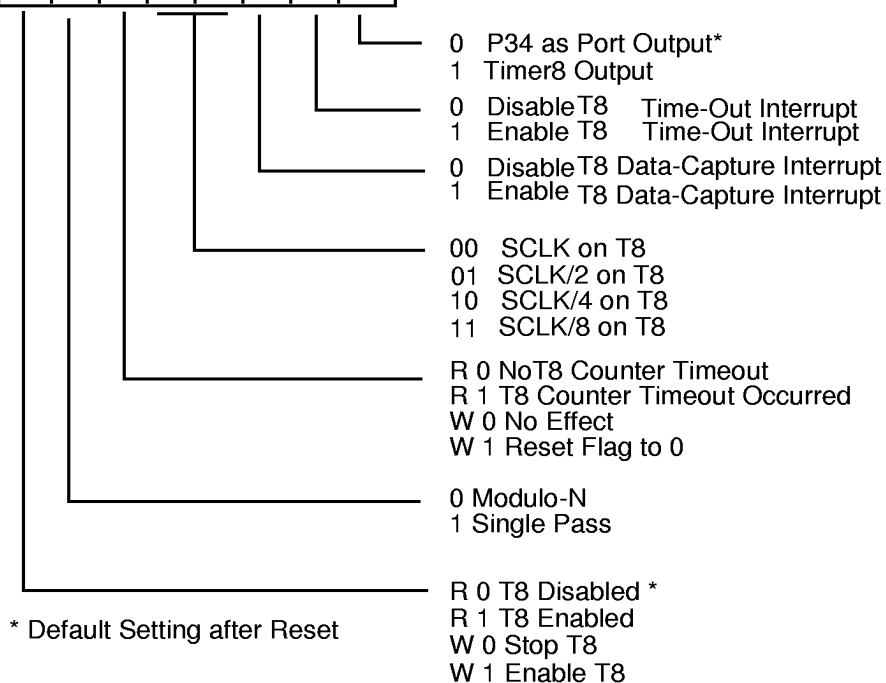 0 P34 as Port Output*
1 Timer8 Output
0 Disable T8 Time-Out Interrupt
1 Enable T8 Time-Out Interrupt
0 Disable T8 Data-Capture Interrupt
1 Enable T8 Data-Capture Interrupt
00 SCLK on T8
01 SCLK/2 on T8
10 SCLK/4 on T8
11 SCLK/8 on T8
R 0 NoT8 Counter Timeout
R 1 T8 Counter Timeout Occurred
W 0 No Effect
W 1 Reset Flag to 0
0 Modulo-N
1 Single Pass
R 0 T8 Disabled *
R 1 T8 Enabled
W 0 Stop T8
W 1 Enable T8
* Default Setting after Reset